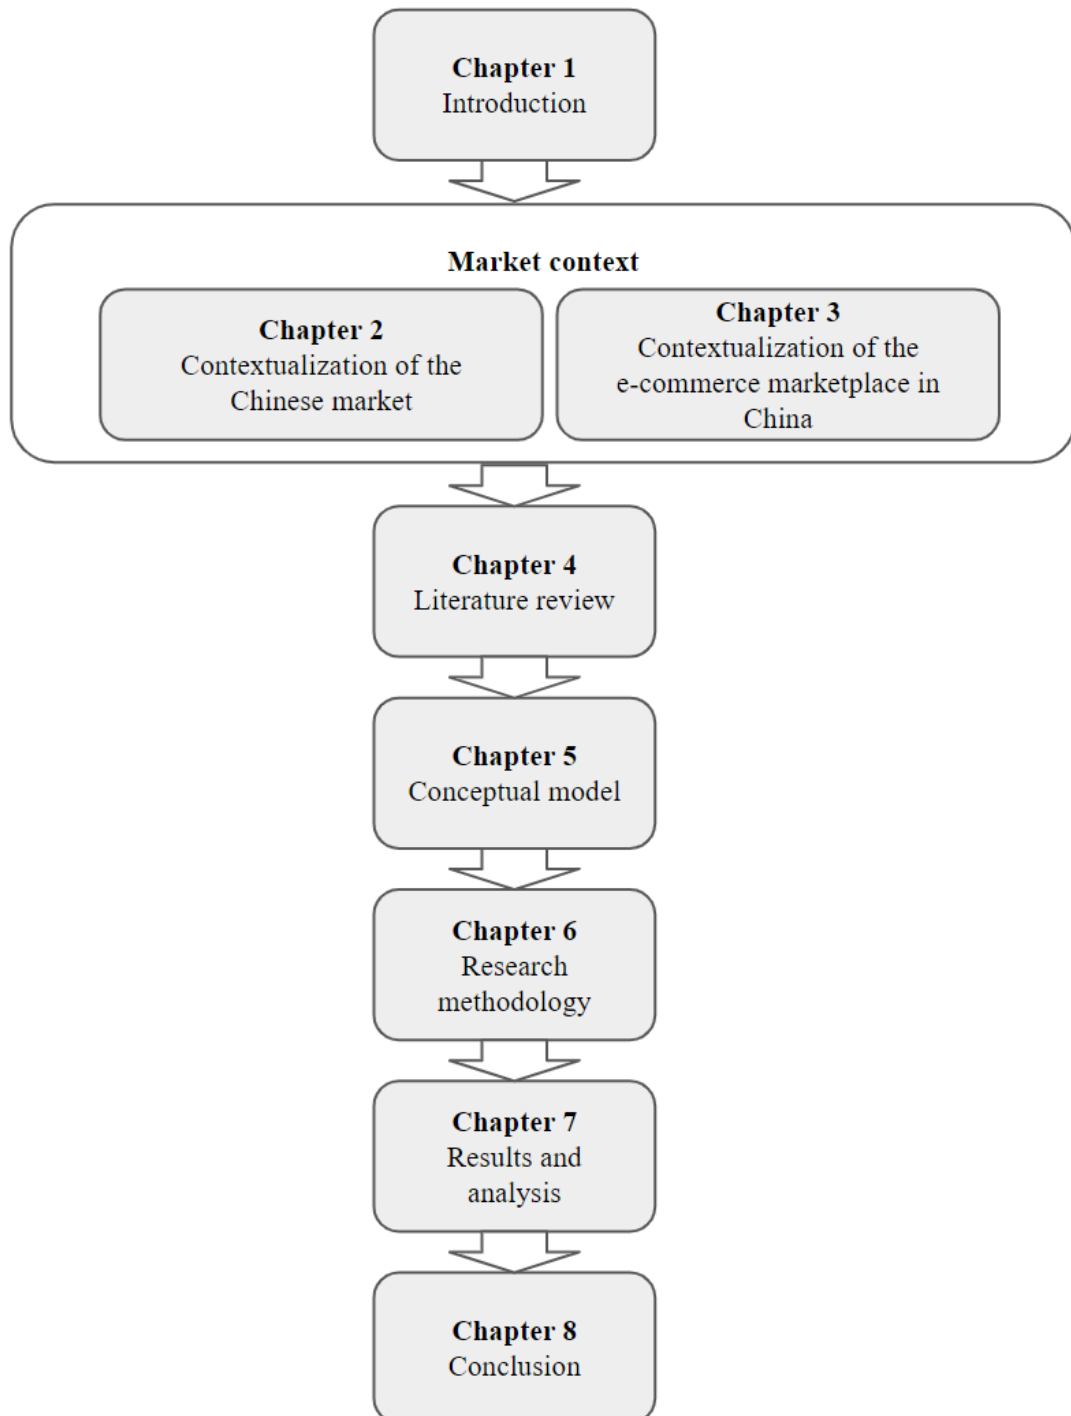 Chapter 1
Introduction
Market context
Chapter 2
Contextualization of the
Chinese market
Chapter 3
Contextualization of the
e-commerce marketplace in
China
Chapter 4
Literature review
Chapter 5
Conceptual model
Chapter 6
Research
methodology
Chapter 7
Results and
analysis
Chapter 8
Conclusion